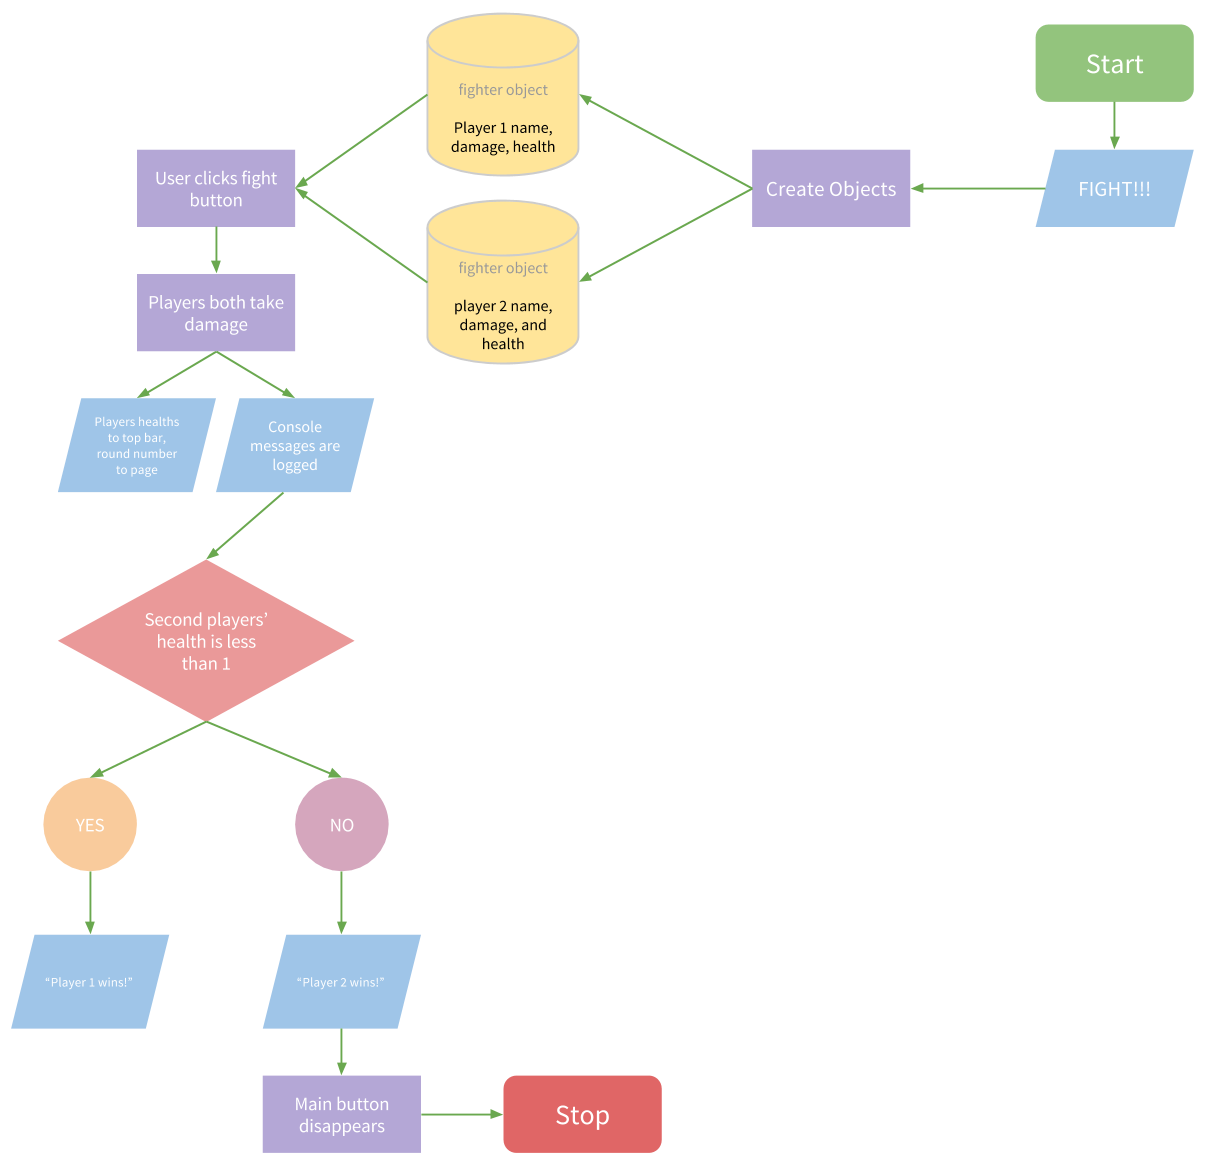 Start
FIGHT!!!
Create Objects
fighter object
Player 1 name,
damage, health
fighter object
player 2 name,
damage, and
health
User clicks fight
button
Players both take
damage
Players healths
to top bar,
round number
to page
Console
messages are
logged
Second players’
health is less
than 1
YES
NO
“Player 1 wins!”
“Player 2 wins!”
Main button
disappears
Stop